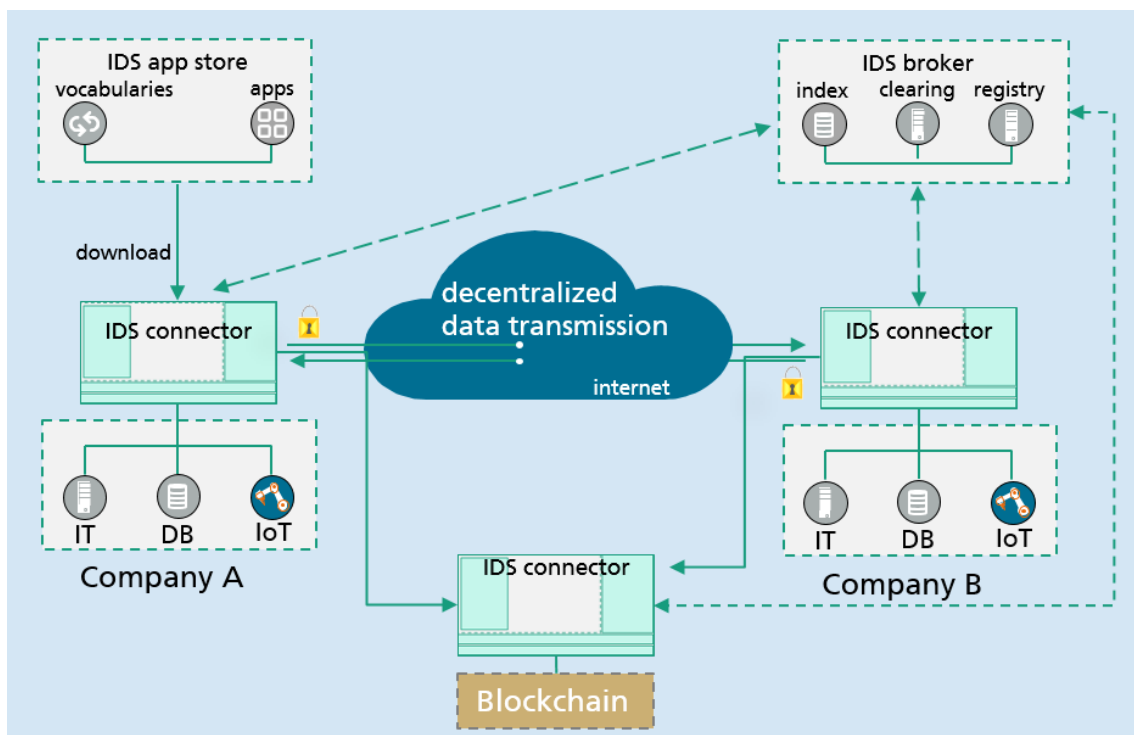 IDS app store
vocabularies
apps
IDS broker
index
clearing
registry
download
decentralized
data transmission
internet
IDS connector
IDS connector
IT
DB
IoT
Company A
IT
DB
IoT
Company B
IDS connector
Blockchain